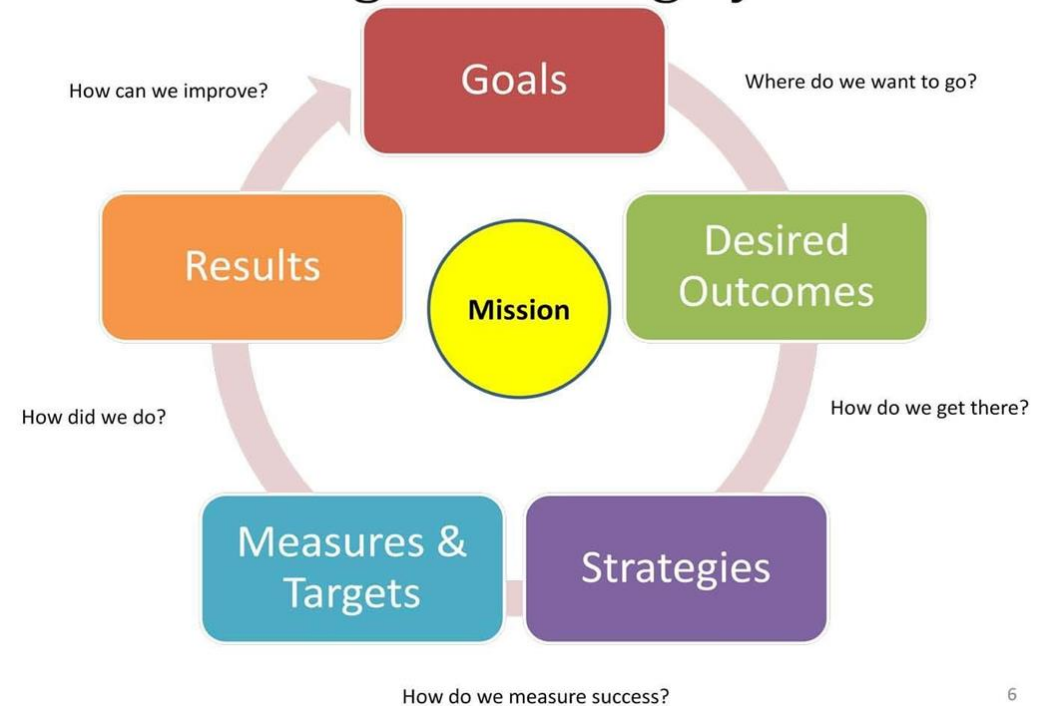 Goals
How can we improve?
Where do we want to go?
Results
Desired
Outcomes
Mission
How did we do?
How do we get there?
Measures &
Targets
Strategies
How do we measure success?
6